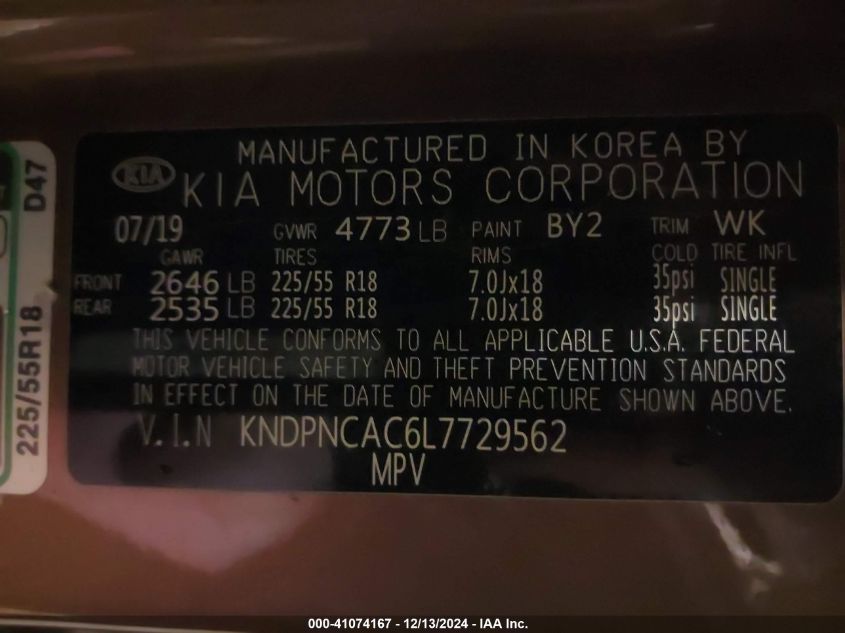 MANUFACTURED IN KOREA BY
KIA KIA MOTORS CORPORATION
07/19 GVWR 4773 LB PAINT BY2 TRIM WK
GAWR TIRES RIMS COLD TIRE INFL
FRONT 2646 LB 225/55 R18 7.0Jx18 35psi SINGLE
REAR 2535 LB 225/55 R18 7.0Jx18 35psi SINGLE
THIS VEHICLE CONFORMS TO ALL APPLICABLE U.S.A. FEDERAL
MOTOR VEHICLE SAFETY AND THEFT PREVENTION STANDARDS
IN EFFECT ON THE DATE OF MANUFACTURE SHOWN ABOVE.
V.I.N KNDPNCAC6L7729562
MPV
225/55R18 D47
000-41074167 - 12/13/2024 - IAA Inc.